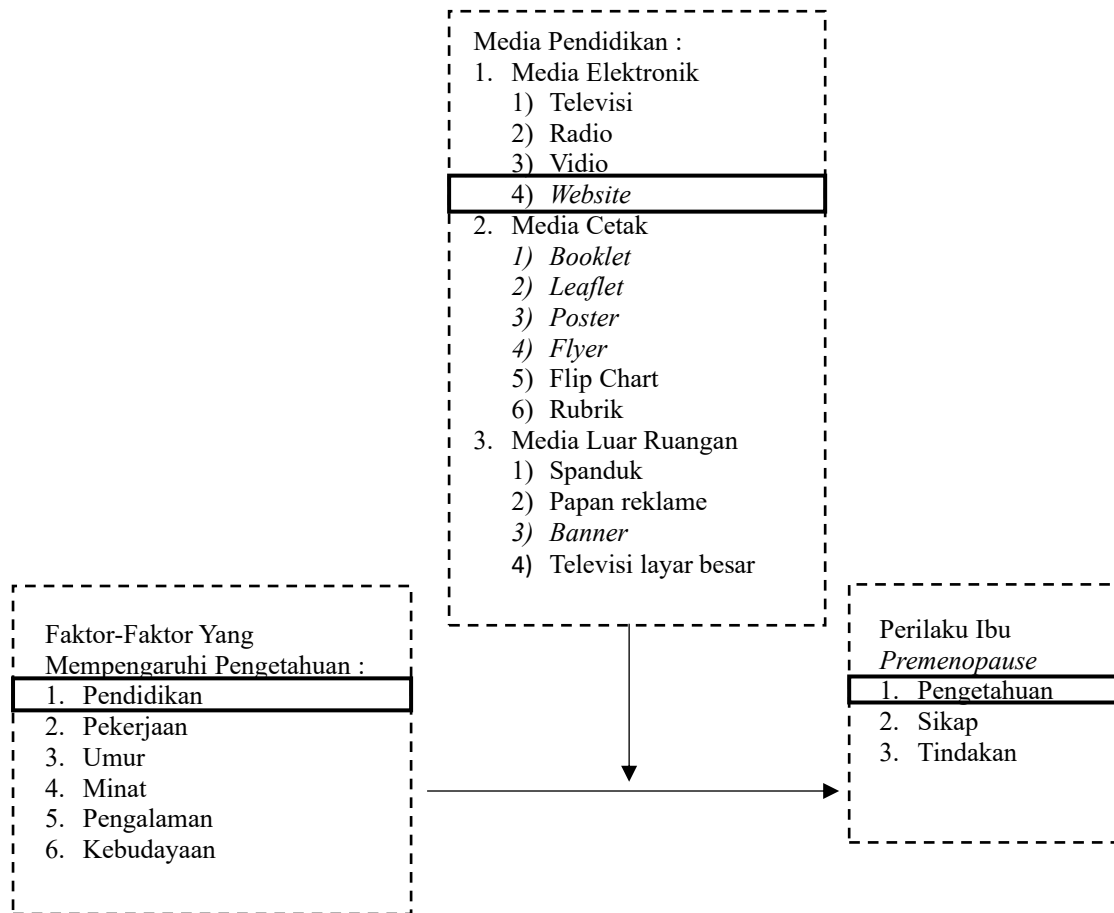 Media Pendidikan :
1. Media Elektronik
1) Televisi
2) Radio
3) Vidio
4) Website
2. Media Cetak
1) Booklet
2) Leaflet
3) Poster
4) Flyer
5) Flip Chart
6) Rubrik
3. Media Luar Ruangan
1) Spanduk
2) Papan reklame
3) Banner
4) Televisi layar besar
Faktor-Faktor Yang
Mempengaruhi Pengetahuan :
1. Pendidikan
2. Pekerjaan
3. Umur
4. Minat
5. Pengalaman
6. Kebudayaan
Perilaku Ibu
Premenopause
1. Pengetahuan
2. Sikap
3. Tindakan